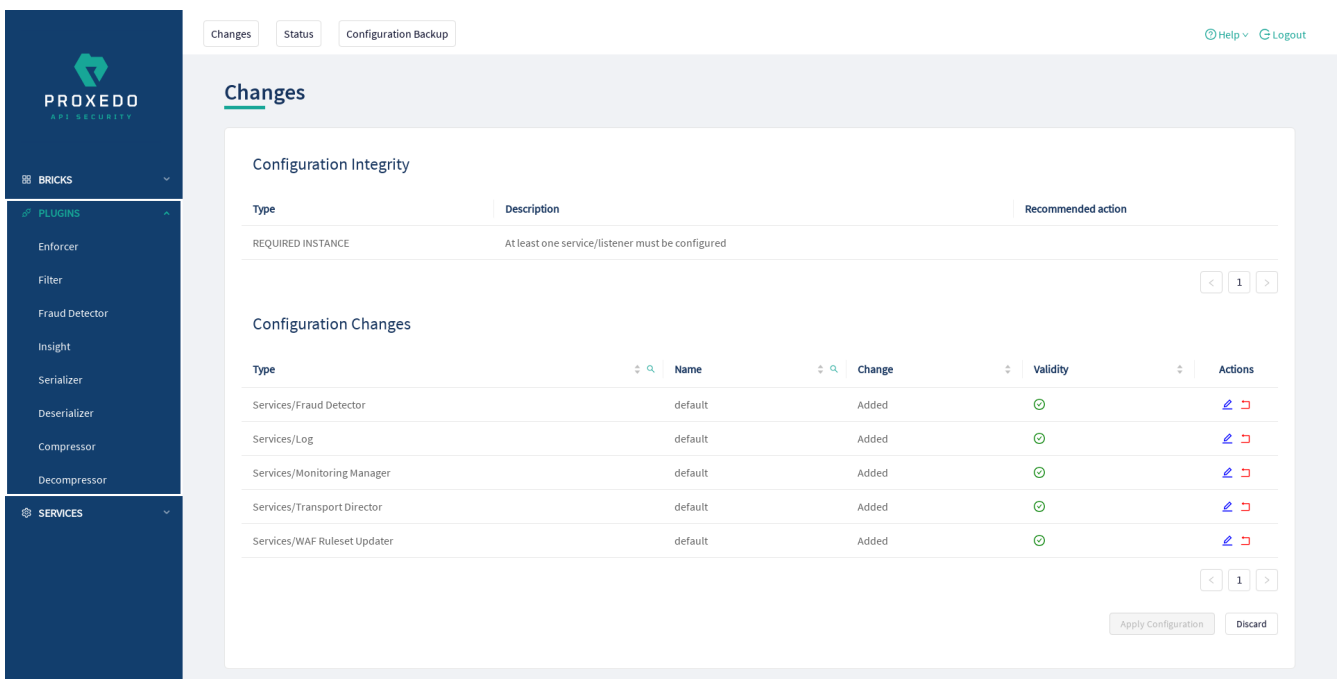 Changes Status Configuration Backup Help Logout
PROXEDO
API SECURITY
BRICKS
PLUGINS
Enforcer
Filter
Fraud Detector
Insight
Serializer
Deserializer
Compressor
Decompressor
SERVICES
Changes
Configuration Integrity
Type Description Recommended action
REQUIRED INSTANCE At least one service/listener must be configured
< 1 >
Configuration Changes
Type Name Change Validity Actions
Services/Fraud Detector default Added
Services/Log default Added
Services/Monitoring Manager default Added
Services/Transport Director default Added
Services/WAF Ruleset Updater default Added
< 1 >
Apply Configuration Discard